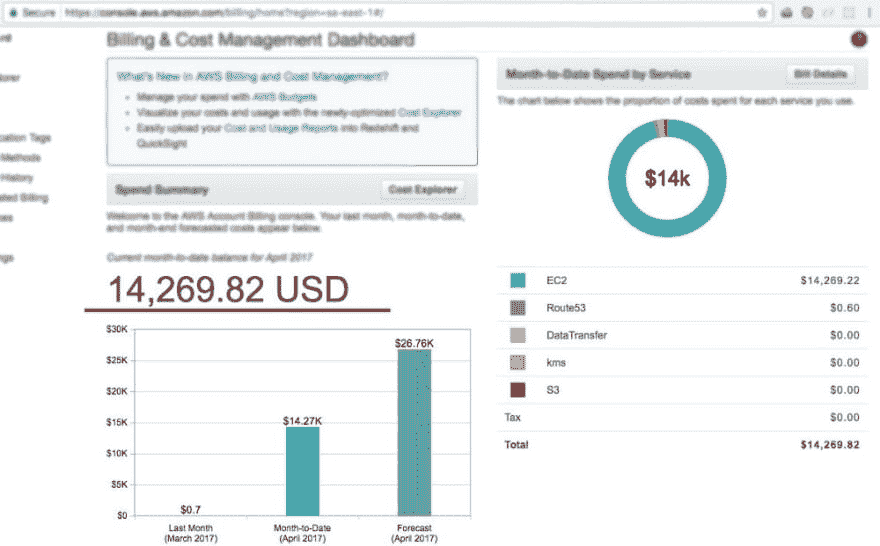 Secure https://console.aws.amazon.com/billing/home?region=sa-east-1#/
Billing & Cost Management Dashboard
What's New in AWS Billing and Cost Management?
Manage your spend with AWS Budgets
Visualize your costs and usage with the newly-optimized Cost Explorer
Easily upload your Cost and Usage Reports into Redshift and
QuickSight
Spend Summary
Cost Explorer
Welcome to the AWS Account Billing console. Your last month, month-to-date,
and month-end forecasted costs appear below.
Current month-to-date balance for April 2017
14,269.82 USD
$30K
$25K
$20K
$15K
$10K
$5K
$0
$0.7
$14.27K
$26.76K
Last Month
(March 2017)
Month-to-Date
(April 2017)
Forecast
(April 2017)
Tags
Methods
History
Billing
Month-to-Date Spend by Service
Bill Details
The chart below shows the proportion of costs spent for each service you use.
$14k
EC2 $14,269.22
Route53 $0.60
DataTransfer $0.00
kms $0.00
S3 $0.00
Tax $0.00
Total $14,269.82